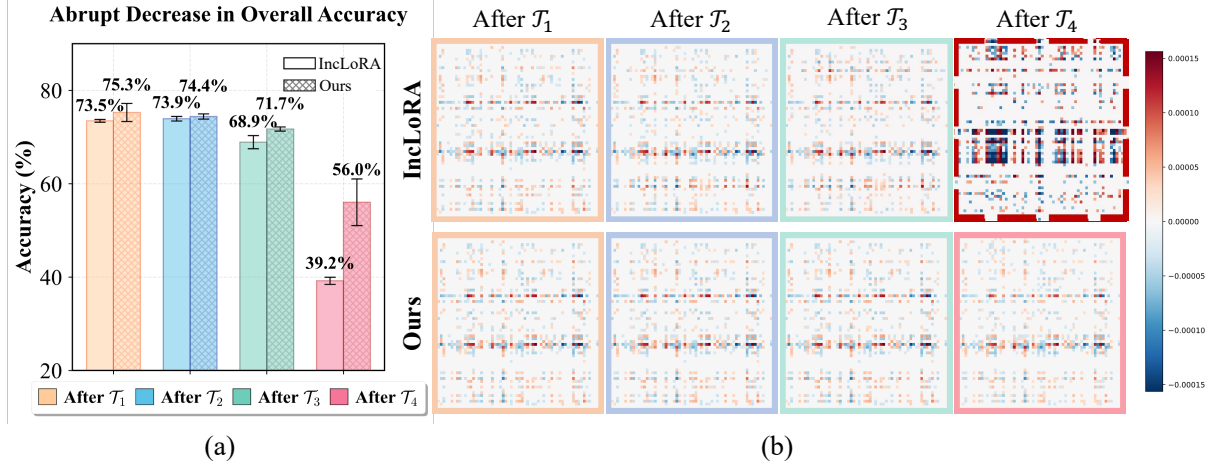 Abrupt Decrease in Overall Accuracy
Accuracy (%)
80
60
40
20
IncLoRA
Ours
73.5%
75.3%
73.9%
74.4%
68.9%
71.7%
39.2%
56.0%
After 𝒯1
After 𝒯2
After 𝒯3
After 𝒯4
(a)
After 𝒯1
After 𝒯2
After 𝒯3
After 𝒯4
IncLoRA
Ours
0.00015
0.00010
0.00005
0.00000
−0.00005
−0.00010
−0.00015
(b)